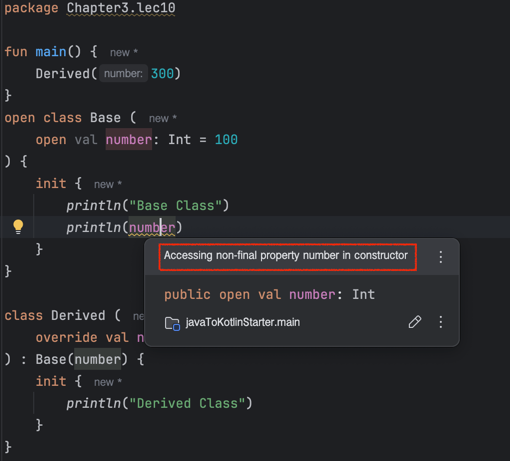 package Chapter3.lec10
fun main() { new *
Derived( number: 300)
}
open class Base ( new *
open val number: Int = 100
) {
init { new *
println("Base Class")
println(number)
}
}
Accessing non-final property number in constructor
public open val number: Int
javaToKotlinStarter.main
class Derived (
override val
) : Base(number) {
init { new *
println("Derived Class")
}
}